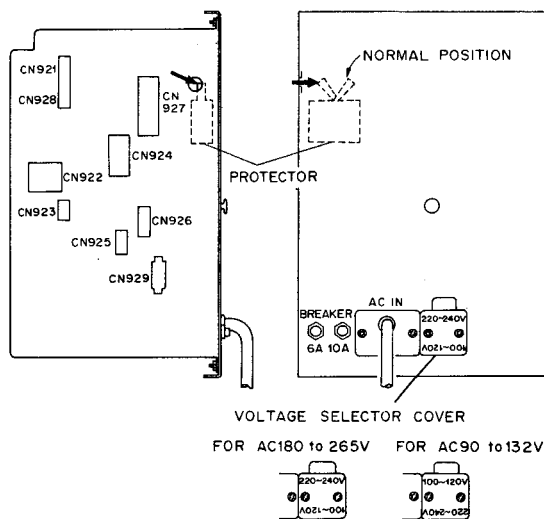 CN921
CN928
CN
927
CN924
CN922
CN923
CN926
CN925
CN929
NORMAL POSITION
PROTECTOR
BREAKER
6A 10A
AC IN
220~240V
100~120V
VOLTAGE SELECTOR COVER
FOR AC180 to 265V
FOR AC90 to 132V
220~240V
100~120V
100~120V
220~240V